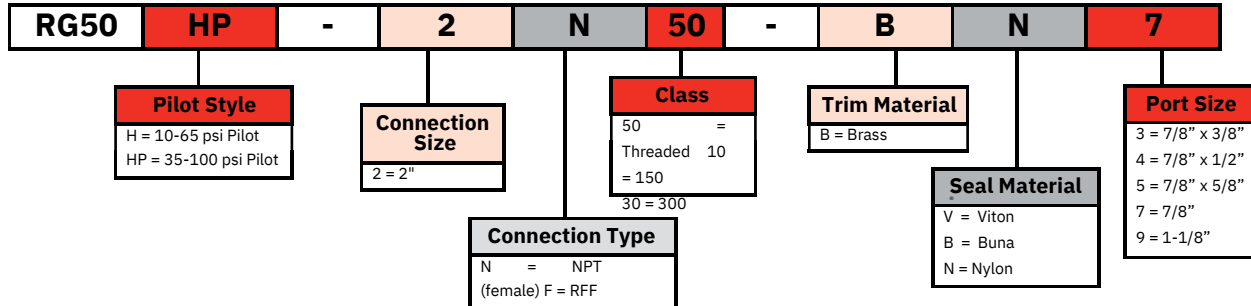 RG50 HP - 2 N 50 - B N 7
Pilot Style
H = 10-65 psi Pilot
HP = 35-100 psi Pilot
Connection
Size
2 = 2"
Connection Type
N = NPT
(female) F = RFF
Class
50 =
Threaded 10
= 150
30 = 300
Trim Material
B = Brass
Seal Material
V = Viton
B = Buna
N = Nylon
Port Size
3 = 7/8” x 3/8”
4 = 7/8” x 1/2”
5 = 7/8” x 5/8”
7 = 7/8”
9 = 1-1/8”